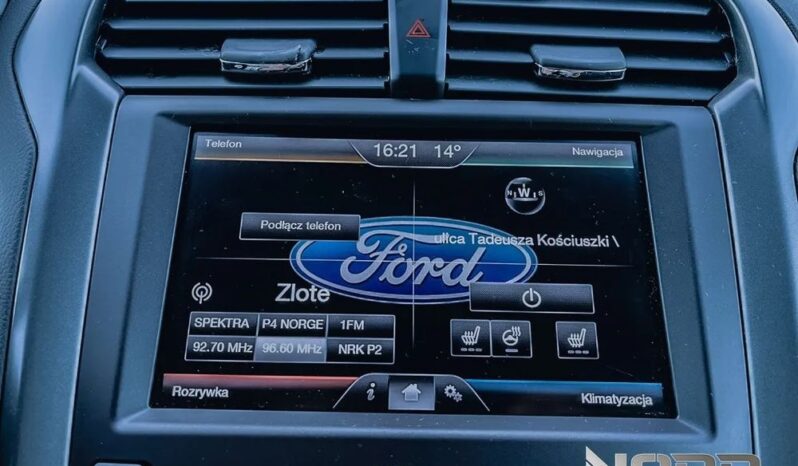 Telefon
16:21 14°
Nawigacja
N W S
Podłącz telefon
ulica Tadeusza Kościuszki \
Ford
Zlote
SPEKTRA P4 NORGE 1FM
92.70 MHz 96.60 MHz NRK P2
Rozrywka
i
Klimatyzacja